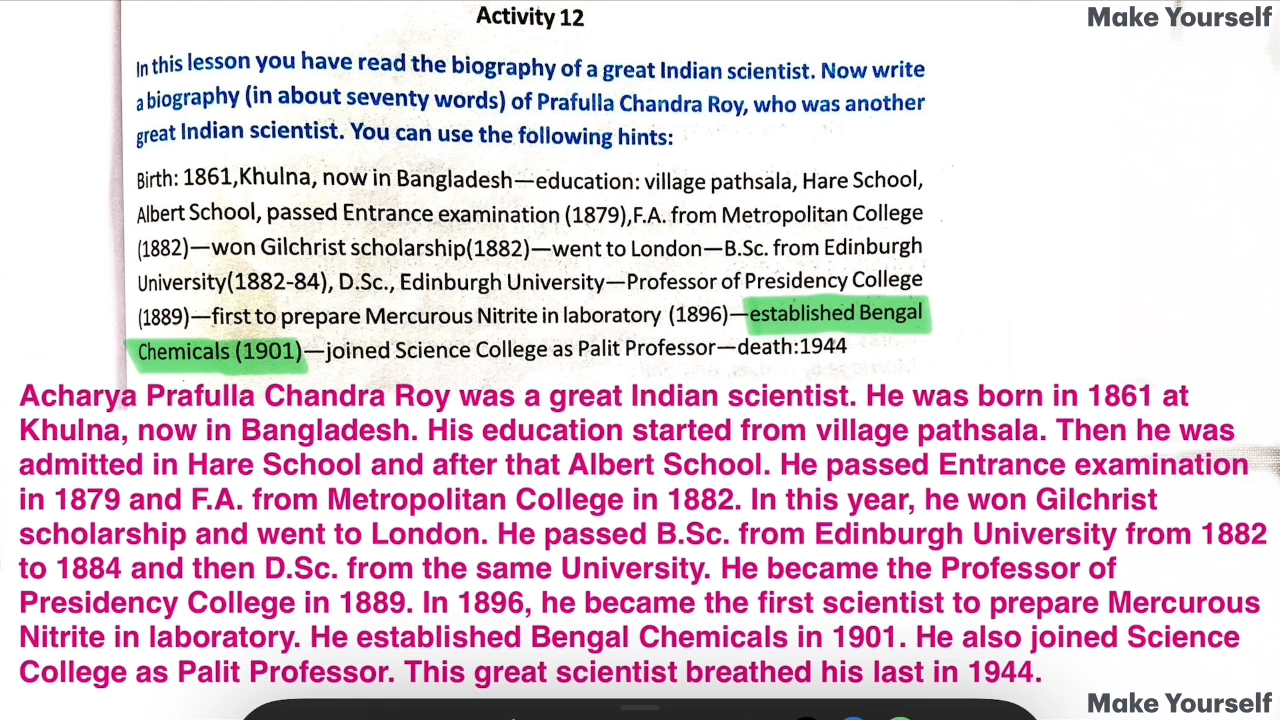 Activity 12
Make Yourself
In this lesson you have read the biography of a great Indian scientist. Now write
a biography (in about seventy words) of Prafulla Chandra Roy, who was another
great Indian scientist. You can use the following hints:
Birth: 1861,Khulna, now in Bangladesh—education: village pathsala, Hare School,
Albert School, passed Entrance examination (1879),F.A. from Metropolitan College
(1882)—won Gilchrist scholarship(1882)—went to London—B.Sc. from Edinburgh
University(1882-84), D.Sc., Edinburgh University—Professor of Presidency College
(1889)—first to prepare Mercurous Nitrite in laboratory (1896)—established Bengal
Chemicals (1901)—joined Science College as Palit Professor—death:1944
Acharya Prafulla Chandra Roy was a great Indian scientist. He was born in 1861 at
Khulna, now in Bangladesh. His education started from village pathsala. Then he was
admitted in Hare School and after that Albert School. He passed Entrance examination
in 1879 and F.A. from Metropolitan College in 1882. In this year, he won Gilchrist
scholarship and went to London. He passed B.Sc. from Edinburgh University from 1882
to 1884 and then D.Sc. from the same University. He became the Professor of
Presidency College in 1889. In 1896, he became the first scientist to prepare Mercurous
Nitrite in laboratory. He established Bengal Chemicals in 1901. He also joined Science
College as Palit Professor. This great scientist breathed his last in 1944.
Make Yourself